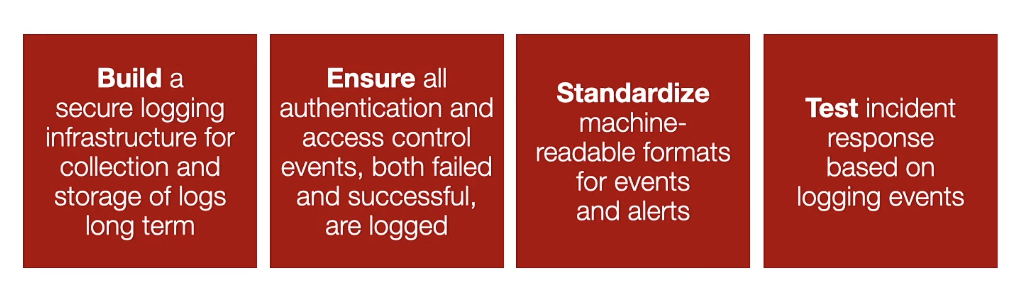 Build a
secure logging
infrastructure for
collection and
storage of logs
long term
Ensure all
authentication and
access control
events, both failed
and successful,
are logged
Standardize
machine-
readable formats
for events
and alerts
Test incident
response
based on
logging events